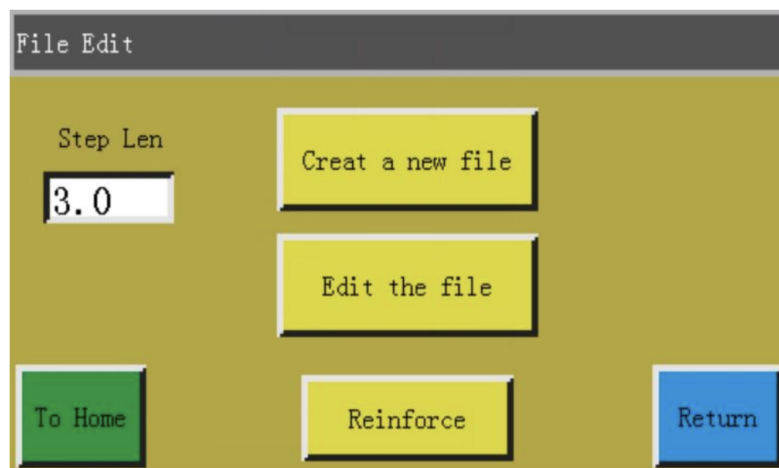 File Edit
Step Len
3.0
Creat a new file
Edit the file
To Home
Reinforce
Return